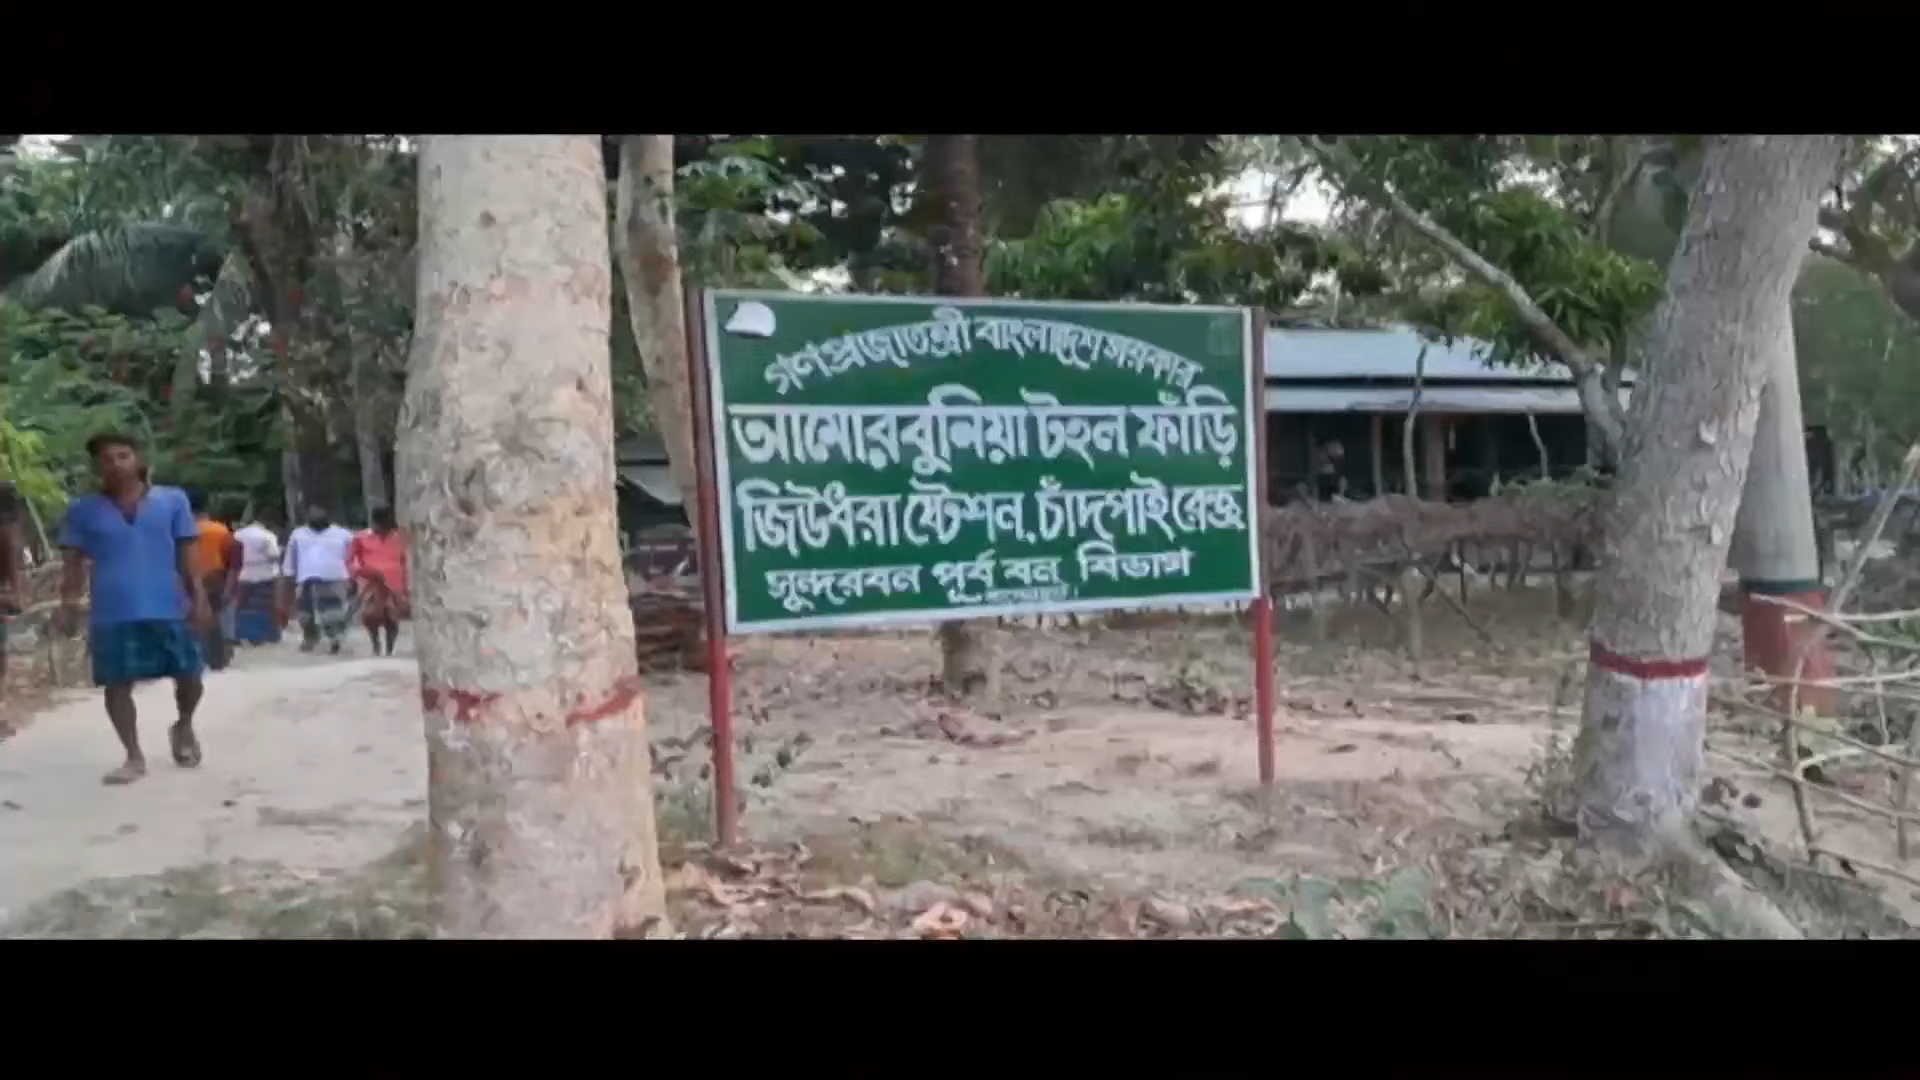 গণপ্রজাতন্ত্রী বাংলাদেশ সরকার
আমোরবুনিয়া টহল ফাঁড়ি
জিউধরা ষ্টেশন, চাঁদপাই রেঞ্জ
সুন্দরবন পূর্ব বন বিভাগ